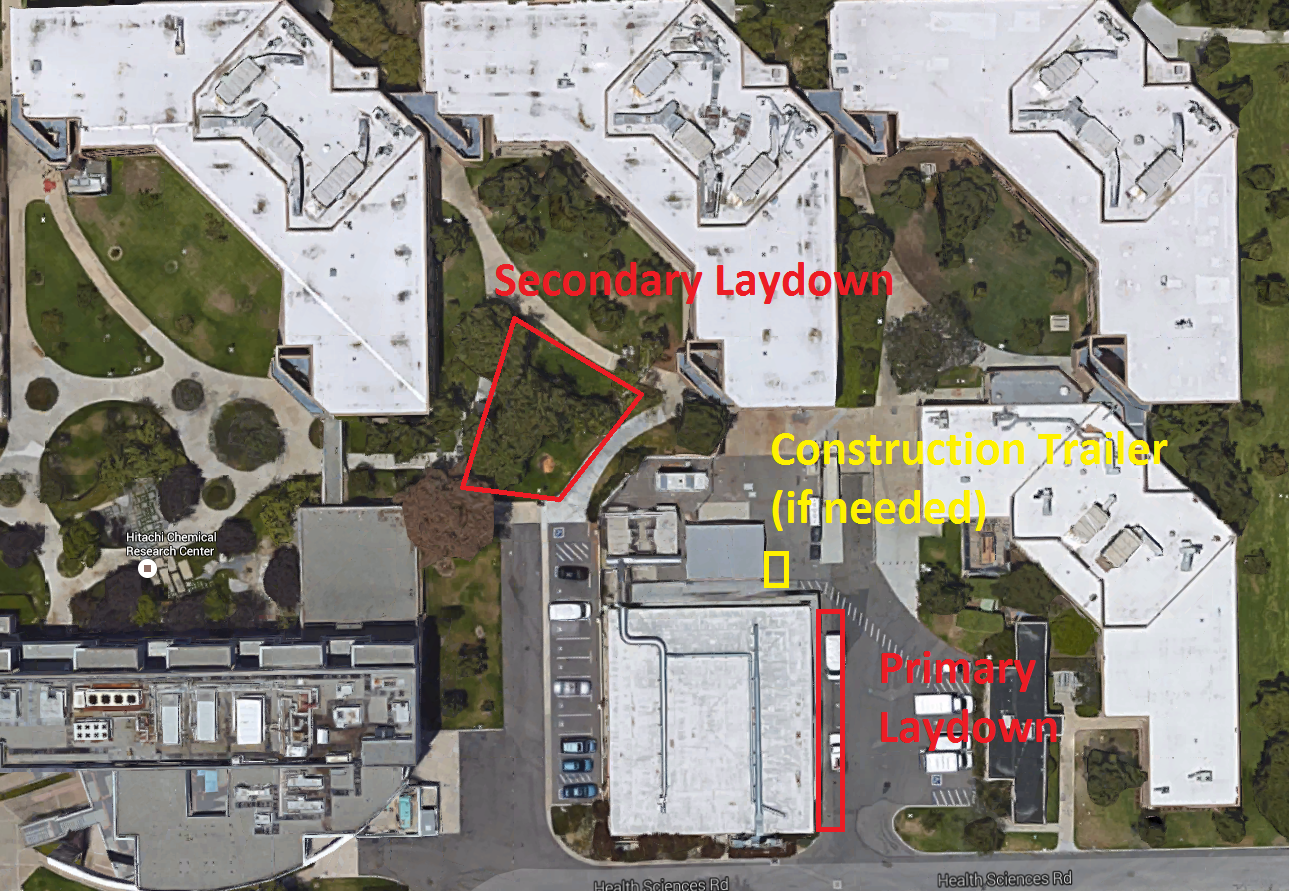 Secondary Laydown
Construction Trailer
(if needed)
Hitachi Chemical
Research Center
Primary
Laydown
Health Sciences Rd
Health Sciences Rd